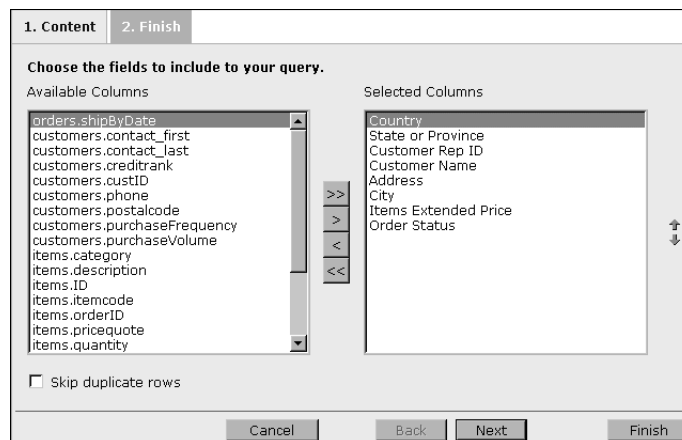 1. Content
2. Finish
Choose the fields to include to your query.
Available Columns
orders.shipByDate
customers.contact_first
customers.contact_last
customers.creditrank
customers.custID
customers.phone
customers.postalcode
customers.purchaseFrequency
customers.purchaseVolume
items.category
items.description
items.ID
items.itemcode
items.orderID
items.pricequote
items.quantity
>>
>
<
<<
Selected Columns
Country
State or Province
Customer Rep ID
Customer Name
Address
City
Items Extended Price
Order Status
Skip duplicate rows
Cancel
Back
Next
Finish